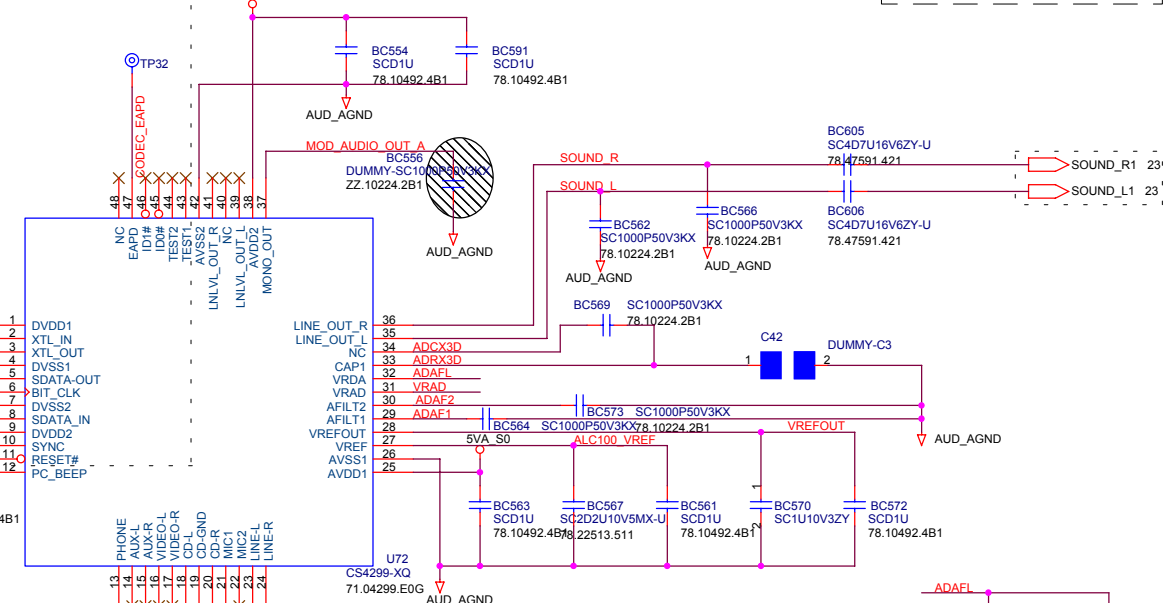 BC554
SCD1U
78.10492.4B1
BC591
SCD1U
78.10492.4B1
TP32
AUD_AGND
CODEC_EAPD
MOD_AUDIO_OUT_A
BC556
DUMMY-SC1000P50V3KX
ZZ.10224.2B1
AUD_AGND
SOUND_R
SOUND_L
BC605
SC4D7U16V6ZY-U
78.47591.421
BC606
SC4D7U16V6ZY-U
78.47591.421
SOUND_R1 23
SOUND_L1 23
BC562
SC1000P50V3KX
78.10224.2B1
AUD_AGND
BC566
SC1000P50V3KX
78.10224.2B1
AUD_AGND
48 47 46 45 44 43 42 41 40 39 38 37
NC
EAPD
ID1#
ID0#
TEST2
TEST1
AVSS2
LNLVL_OUT_R
NC
LNLVL_OUT_L
AVDD2
MONO_OUT
1 DVDD1
2 XTL_IN
3 XTL_OUT
4 DVSS1
5 SDATA-OUT
6 BIT_CLK
7 DVSS2
8 SDATA_IN
9 DVDD2
10 SYNC
11 RESET#
12 PC_BEEP
LINE_OUT_R 36
LINE_OUT_L 35
NC 34 ADCX3D
CAP1 33 ADRX3D
VRDA 32 ADAFL
VRAD 31 VRAD
AFILT2 30 ADAF2
AFILT1 29 ADAF1
VREFOUT 28
VREF 27
AVSS1 26
AVDD1 25
BC569 SC1000P50V3KX
78.10224.2B1
C42
1
2
DUMMY-C3
BC573 SC1000P50V3KX
BC564 SC1000P50V3KX
78.10224.2B1
AUD_AGND
VREFOUT
5VA_S0
ALC100_VREF
BC563
SCD1U
78.10492.4B1
BC567
SC2D2U10V5MX-U
78.22513.511
BC561
SCD1U
78.10492.4B1
1
BC570
SC1U10V3ZY
2
BC572
SCD1U
78.10492.4B1
4B1
PHONE
AUX-L
AUX-R
VIDEO-L
VIDEO-R
CD-L
CD-GND
CD-R
MIC1
MIC2
LINE-L
LINE-R
13 14 15 16 17 18 19 20 21 22 23 24
U72
CS4299-XQ
71.04299.E0G
AUD_AGND
ADAFL